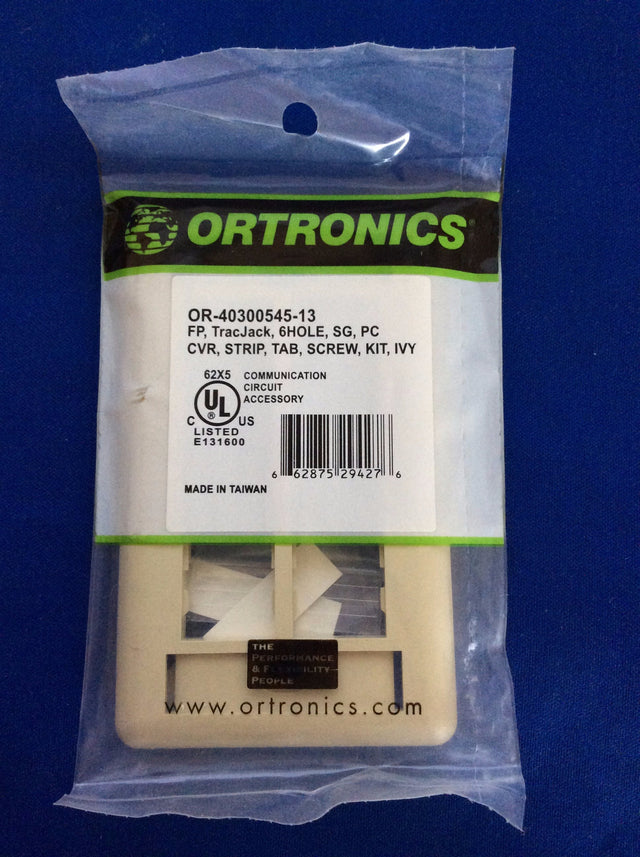 ORTRONICS®
OR-40300545-13
FP, TracJack, 6HOLE, SG, PC
CVR, STRIP, TAB, SCREW, KIT, IVY
62X5 COMMUNICATION
CIRCUIT
ACCESSORY
UL®
C US
LISTED
E131600
6 62875 29427 6
MADE IN TAIWAN
THE
PERFORMANCE
& FLEXIBILITY
PEOPLE
www.ortronics.com